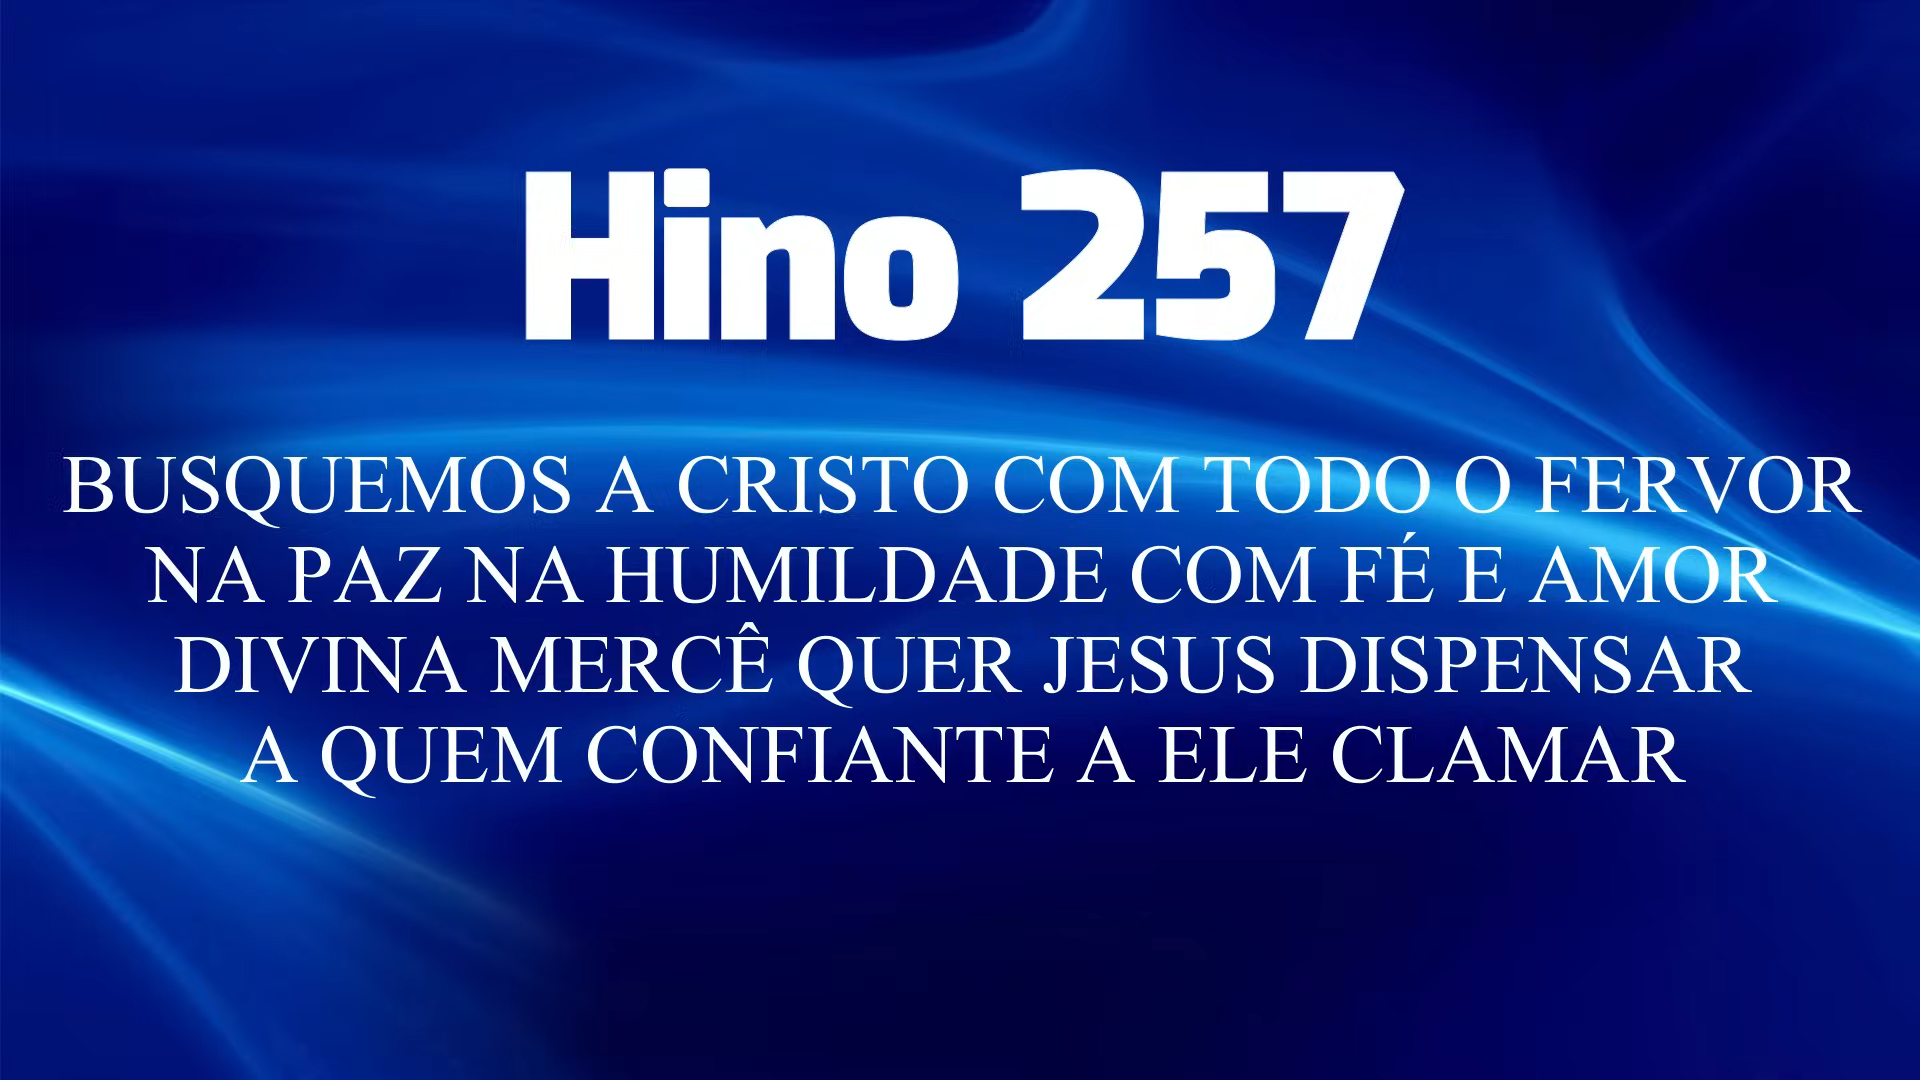 Hino 257
BUSQUEMOS A CRISTO COM TODO O FERVOR
NA PAZ NA HUMILDADE COM FÉ E AMOR
DIVINA MERCÊ QUER JESUS DISPENSAR
A QUEM CONFIANTE A ELE CLAMAR